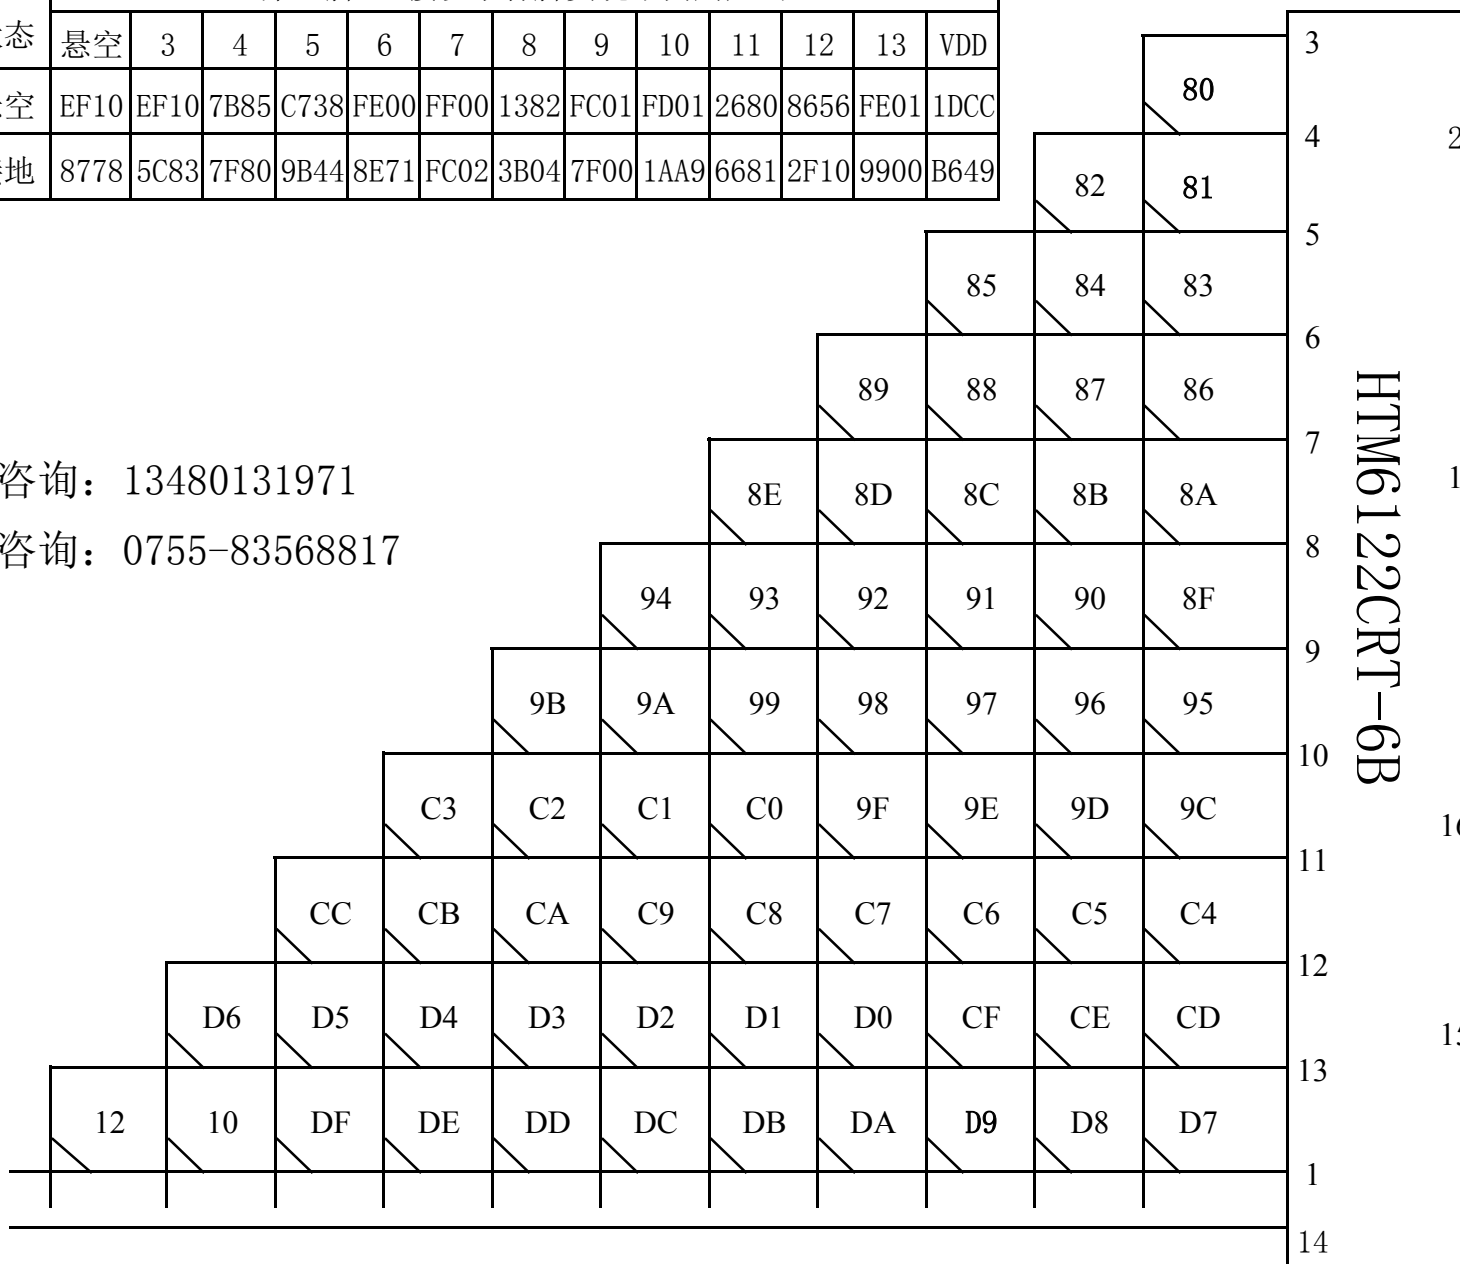 态 悬空 3 4 5 6 7 8 9 10 11 12 13 VDD
空 EF10 EF10 7B85 C738 FE00 FF00 1382 FC01 FD01 2680 8656 FE01 1DCC
地 8778 5C83 7F80 9B44 8E71 FC02 3B04 7F00 1AA9 6681 2F10 9900 B649
3
80
4
82 81
5
85 84 83
6
89 88 87 86
7
咨询: 13480131971
8E 8D 8C 8B 8A
咨询: 0755-83568817
8
94 93 92 91 90 8F
9
9B 9A 99 98 97 96 95
10
C3 C2 C1 C0 9F 9E 9D 9C
11
CC CB CA C9 C8 C7 C6 C5 C4
12
D6 D5 D4 D3 D2 D1 D0 CF CE CD
13
12 10 DF DE DD DC DB DA D9 D8 D7
1
14
HTM6122CRT-6B
2
1
16
15